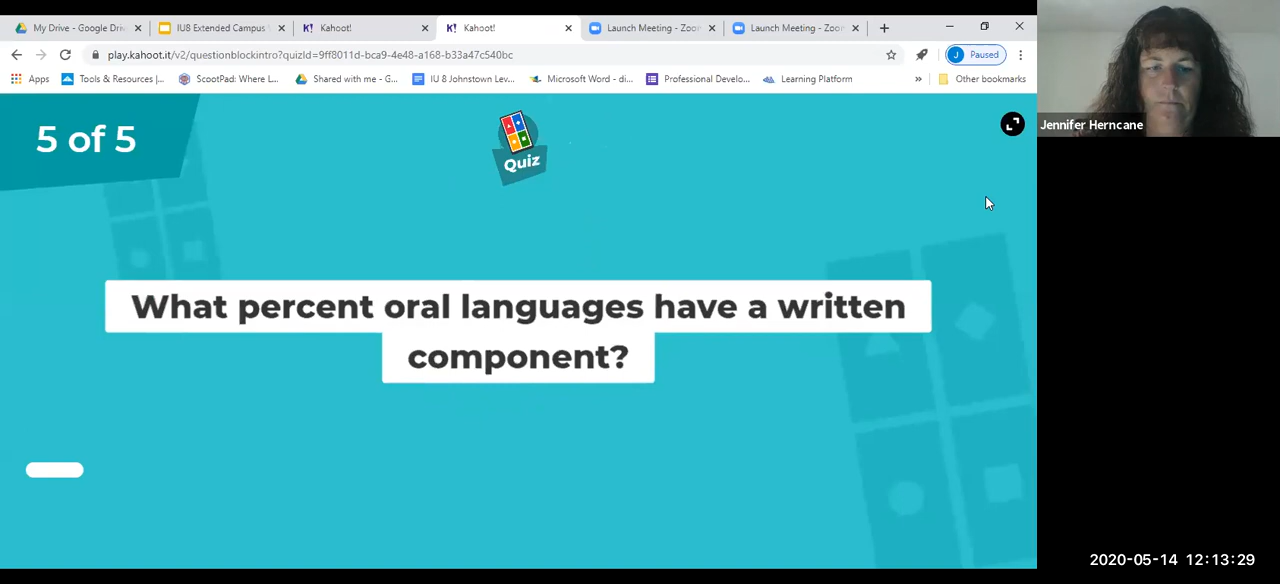 My Drive - Google Dri
IU8 Extended Campus
Kahoot!
Kahoot!
Launch Meeting - Zoo
Launch Meeting - Zoo
play.kahoot.it/v2/questionblockintro?quizId=9ff8011d-bca9-4e48-a168-b33a47c540bc
J Paused
Apps
Tools & Resources |...
ScootPad: Where L...
Shared with me - G...
IU 8 Johnstown Lev...
Microsoft Word - di...
Professional Develo...
Learning Platform
»
Other bookmarks
Jennifer Herncane
5 of 5
Quiz
What percent oral languages have a written
component?
2020-05-14 12:13:29